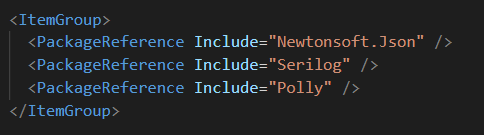 <ItemGroup>
  <PackageReference Include="Newtonsoft.Json" />
  <PackageReference Include="Serilog" />
  <PackageReference Include="Polly" />
</ItemGroup>